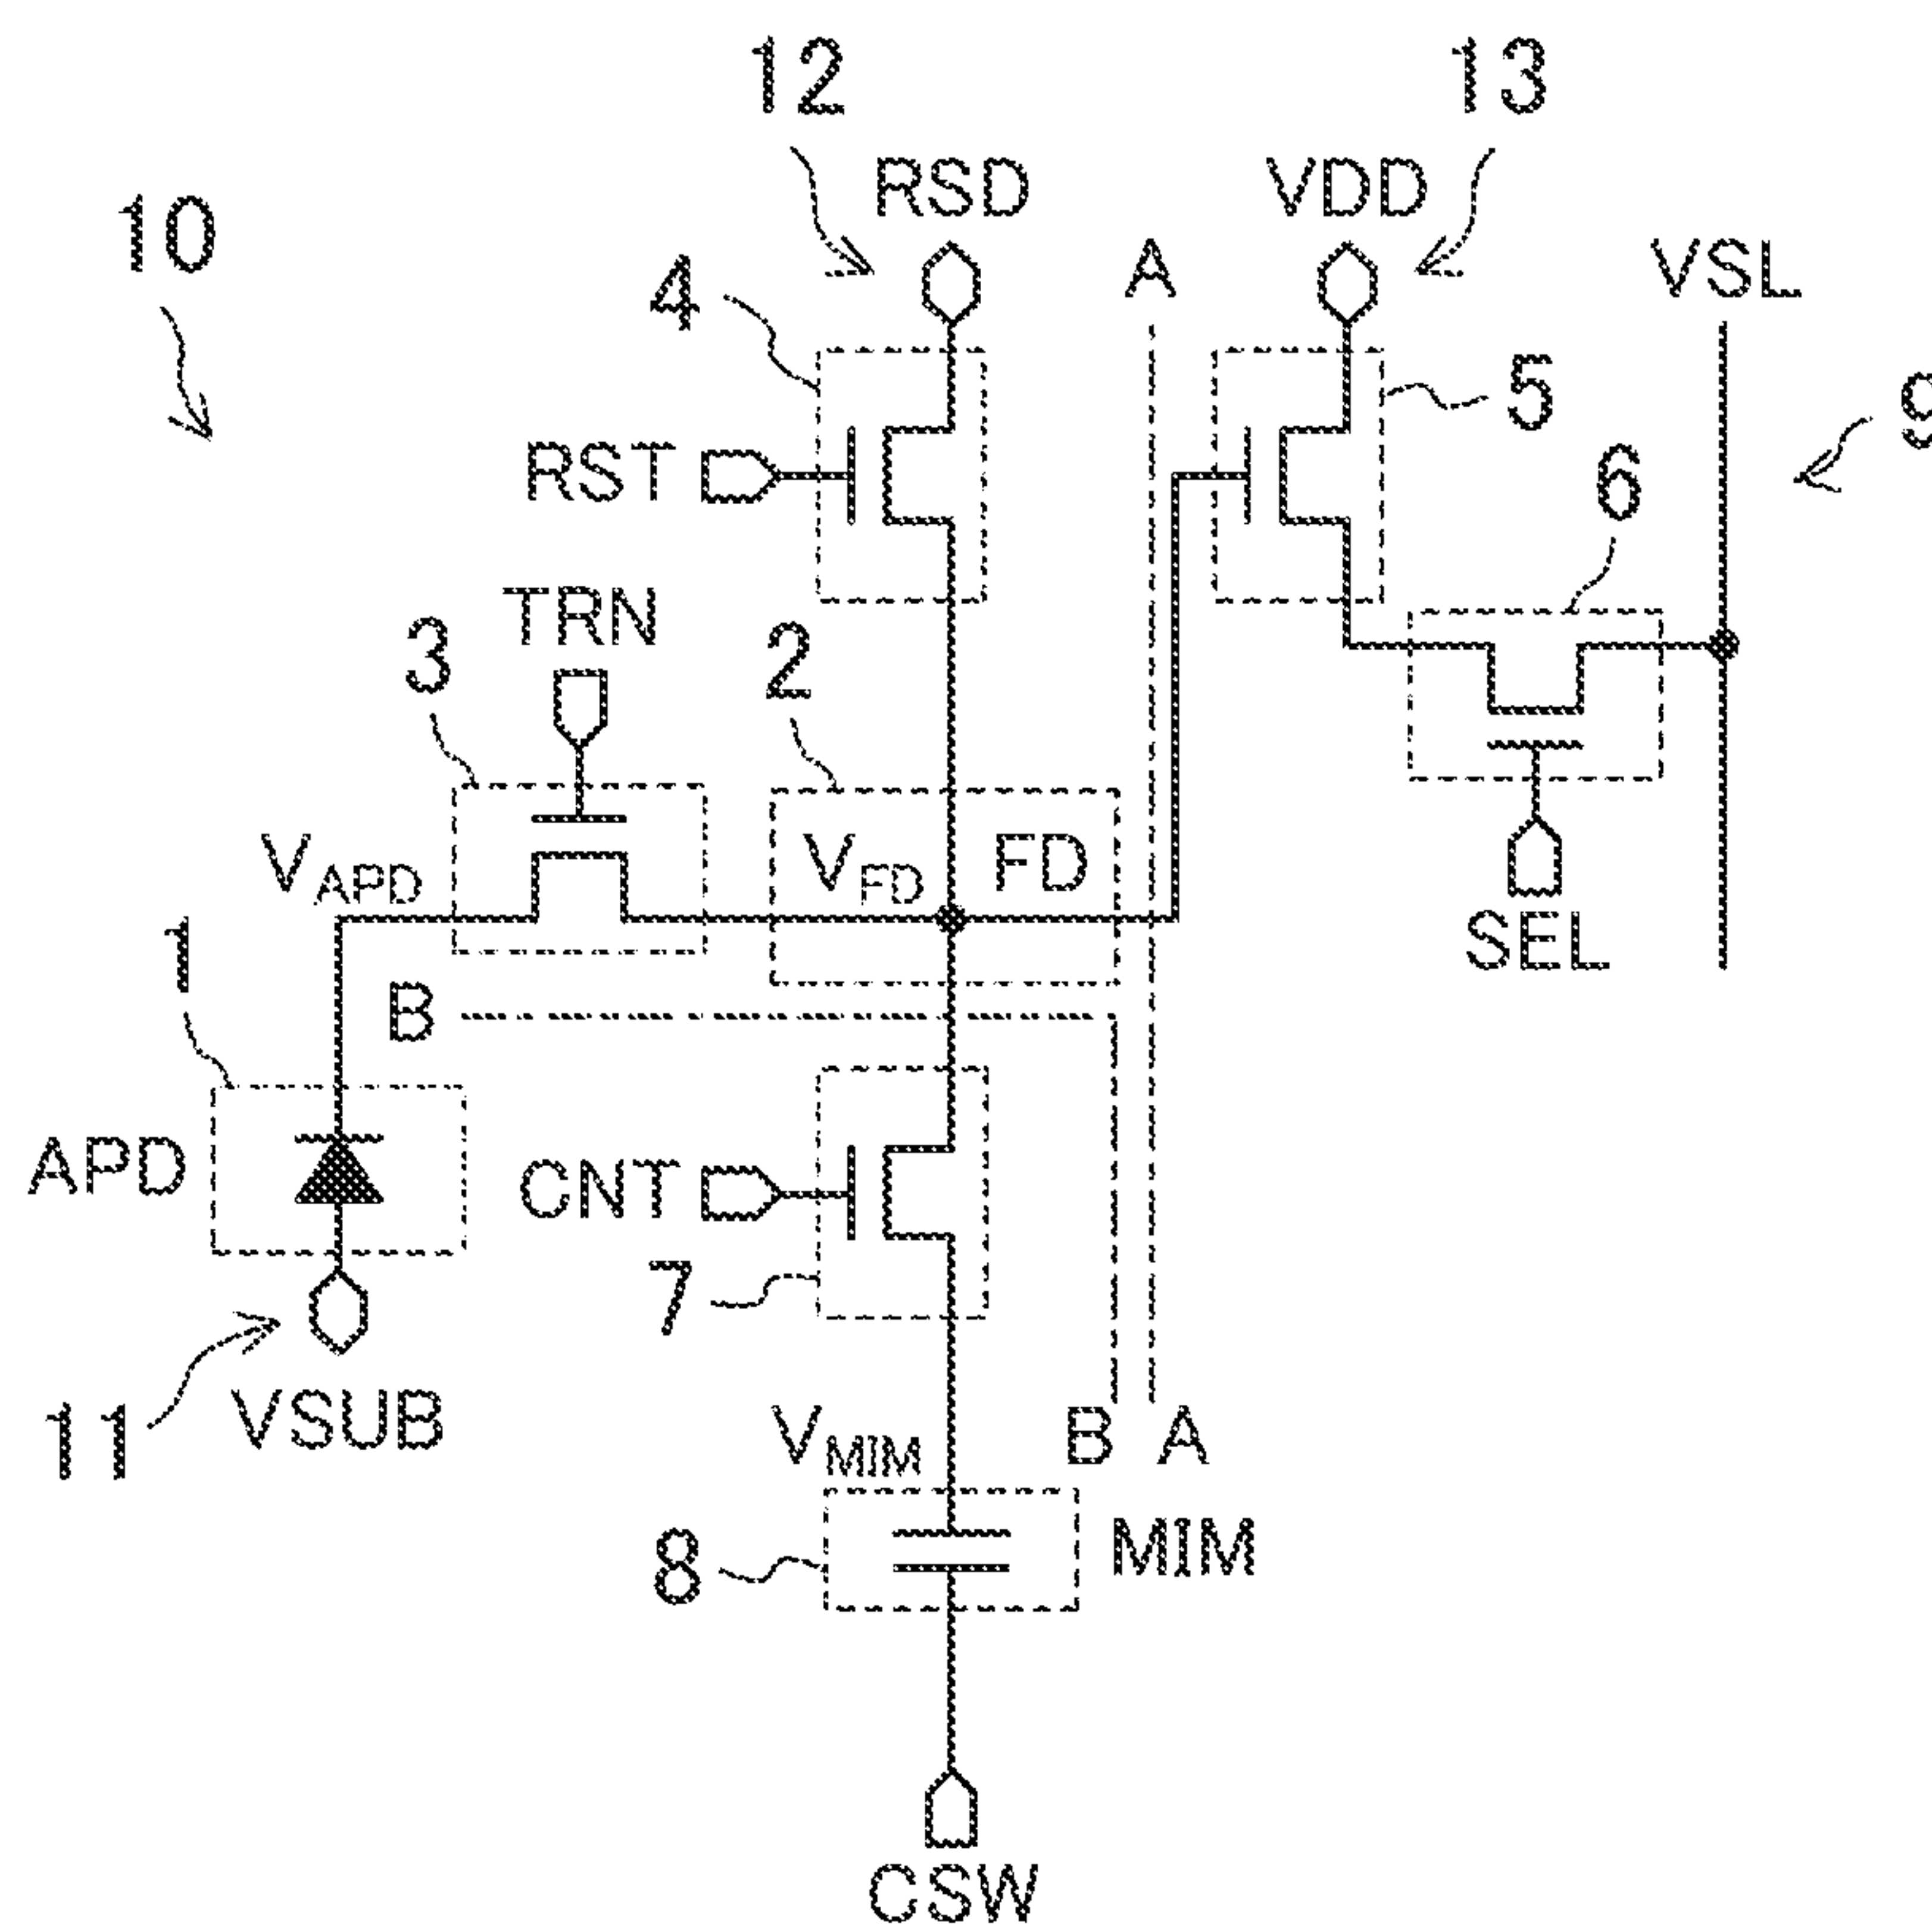 12
13
RSD
VDD
10
4
A
VSL
5
9
RST
6
TRN
3
2
VAPD
VFD
FD
1
SEL
B
APD
CNT
7
11
VSUB
VMIM
B
A
8
MIM
CSW